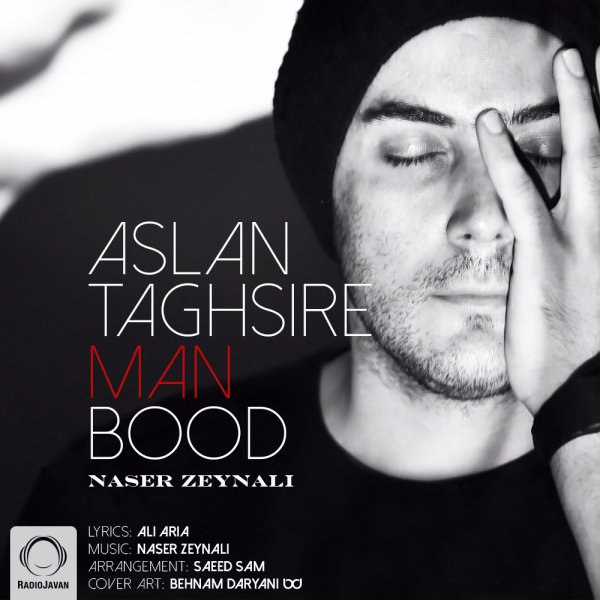 ASLAN
TAGHSIRE
MAN
BOOD
NASER ZEYNALI
LYRICS: ALI ARIA
MUSIC: NASER ZEYNALI
ARRANGEMENT: SAEED SAM
COVER ART: BEHNAM DARYANI
RADIOJAVAN